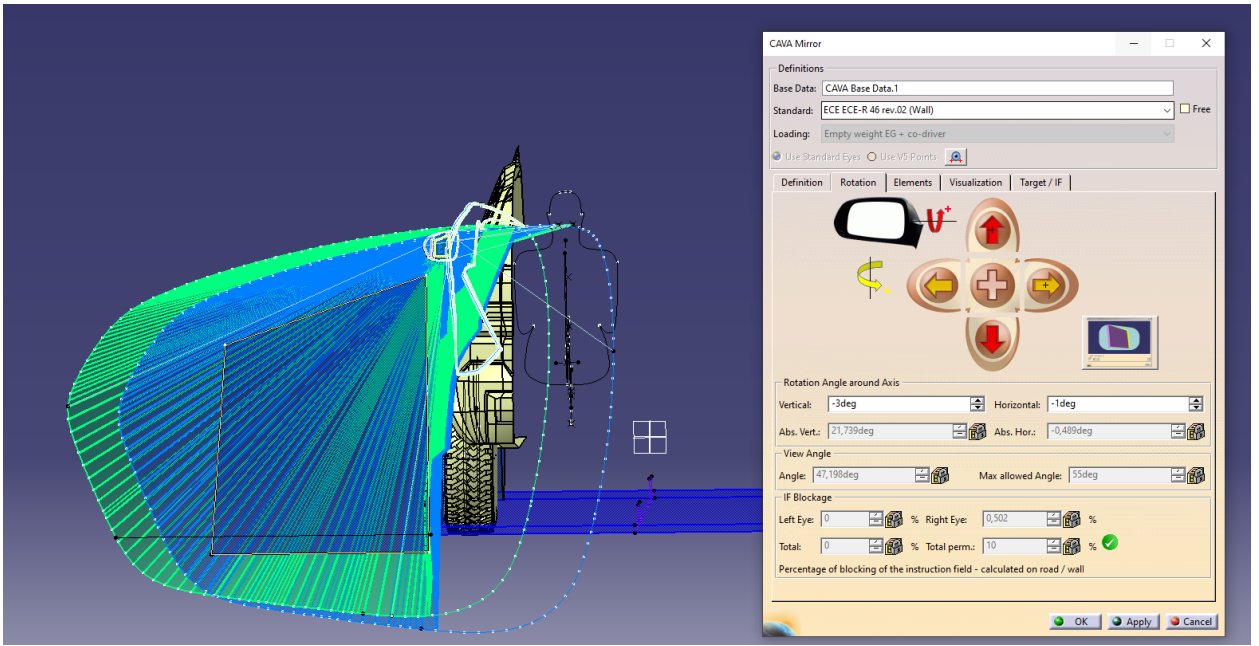 CAVA Mirror
Definitions
Base Data: CAVA Base Data.1
Standard: ECE ECE-R 46 rev.02 (Wall) Free
Loading: Empty weight EG + co-driver
Use Standard Eyes Use V5 Points
Definition Rotation Elements Visualization Target / IF
Rotation Angle around Axis
Vertical: -3deg Horizontal: -1deg
Abs. Vert.: 21,739deg Abs. Hor.: -0,489deg
View Angle
Angle: 47,198deg Max allowed Angle: 55deg
IF Blockage
Left Eye: 0 % Right Eye: 0,502 %
Total: 0 % Total perm.: 10 %
Percentage of blocking of the instruction field - calculated on road / wall
OK Apply Cancel